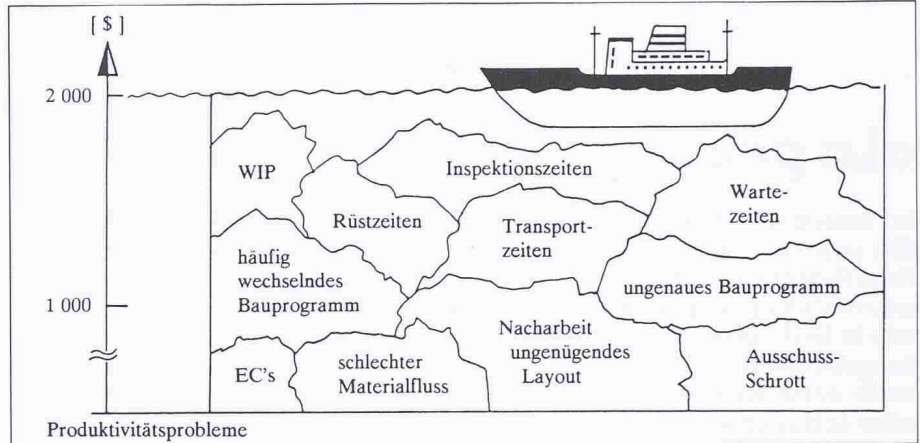 [ $ ]
2 000
WIP
Inspektionszeiten
Rüstzeiten
Transport-
zeiten
Warte-
zeiten
häufig
wechselndes
Bauprogramm
ungenaues Bauprogramm
1 000
Nacharbeit
ungenügendes
Layout
EC's
schlechter
Materialfluss
Ausschuss-
Schrott
Produktivitätsprobleme